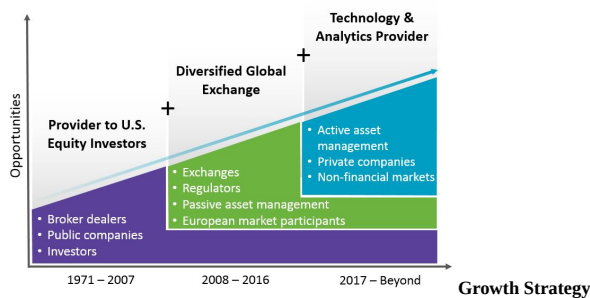 Technology &
Analytics Provider
+
Diversified Global
Exchange
+
Provider to U.S.
Equity Investors
Opportunities
• Active asset
management
• Private companies
• Non-financial markets
• Exchanges
• Regulators
• Passive asset management
• European market participants
• Broker dealers
• Public companies
• Investors
1971 – 2007
2008 – 2016
2017 – Beyond
Growth Strategy